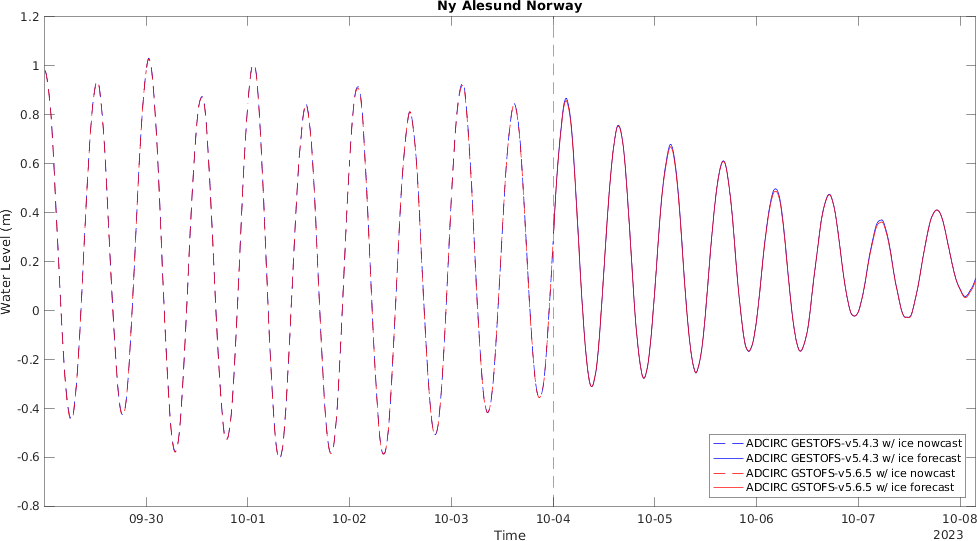 Ny Alesund Norway
1.2
1
0.8
0.6
0.4
0.2
0
-0.2
-0.4
-0.6
-0.8
Water Level (m)
ADCIRC GESTOFS-v5.4.3 w/ ice nowcast
ADCIRC GESTOFS-v5.4.3 w/ ice forecast
ADCIRC GSTOFS-v5.6.5 w/ ice nowcast
ADCIRC GSTOFS-v5.6.5 w/ ice forecast
09-30 10-01 10-02 10-03 10-04 10-05 10-06 10-07 10-08
Time 2023